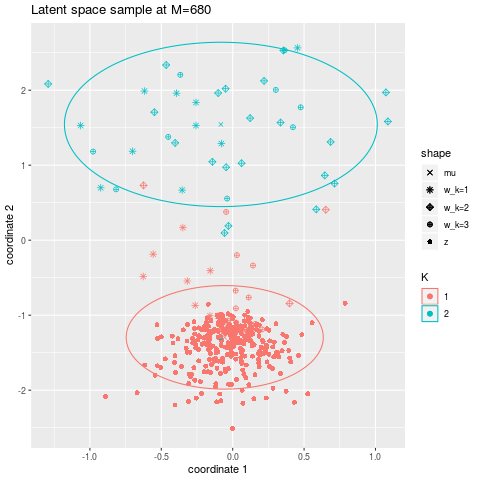 Latent space sample at M=680
coordinate 2
2
1
0
-1
-2
-1.0
-0.5
0.0
0.5
1.0
coordinate 1
shape
mu
w_k=1
w_k=2
w_k=3
z
K
1
2